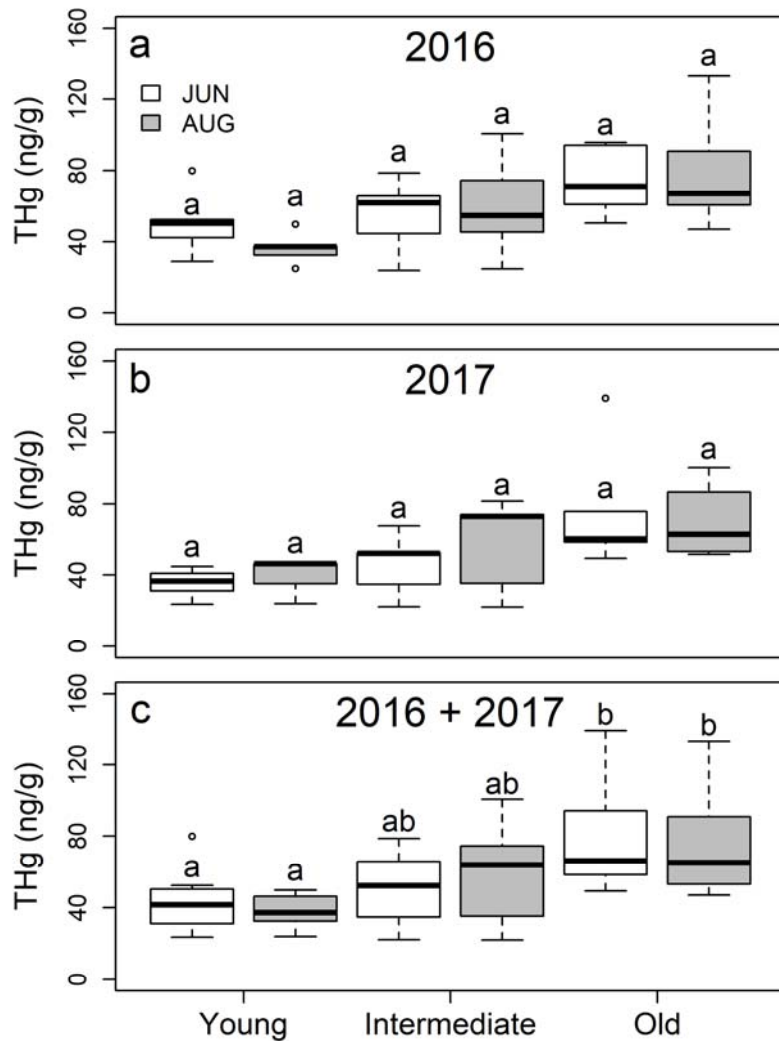 a 2016
JUN
AUG
THg (ng/g)
160
120
80
40
0
a a a a a a
b 2017
THg (ng/g)
160
120
80
40
0
a a a a a a
c 2016 + 2017
THg (ng/g)
160
120
80
40
0
a a ab ab b b
Young Intermediate Old